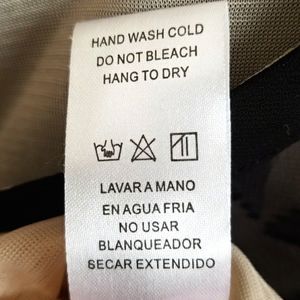 HAND WASH COLD
DO NOT BLEACH
HANG TO DRY
LAVAR A MANO
EN AGUA FRIA
NO USAR
BLANQUEADOR
SECAR EXTENDIDO